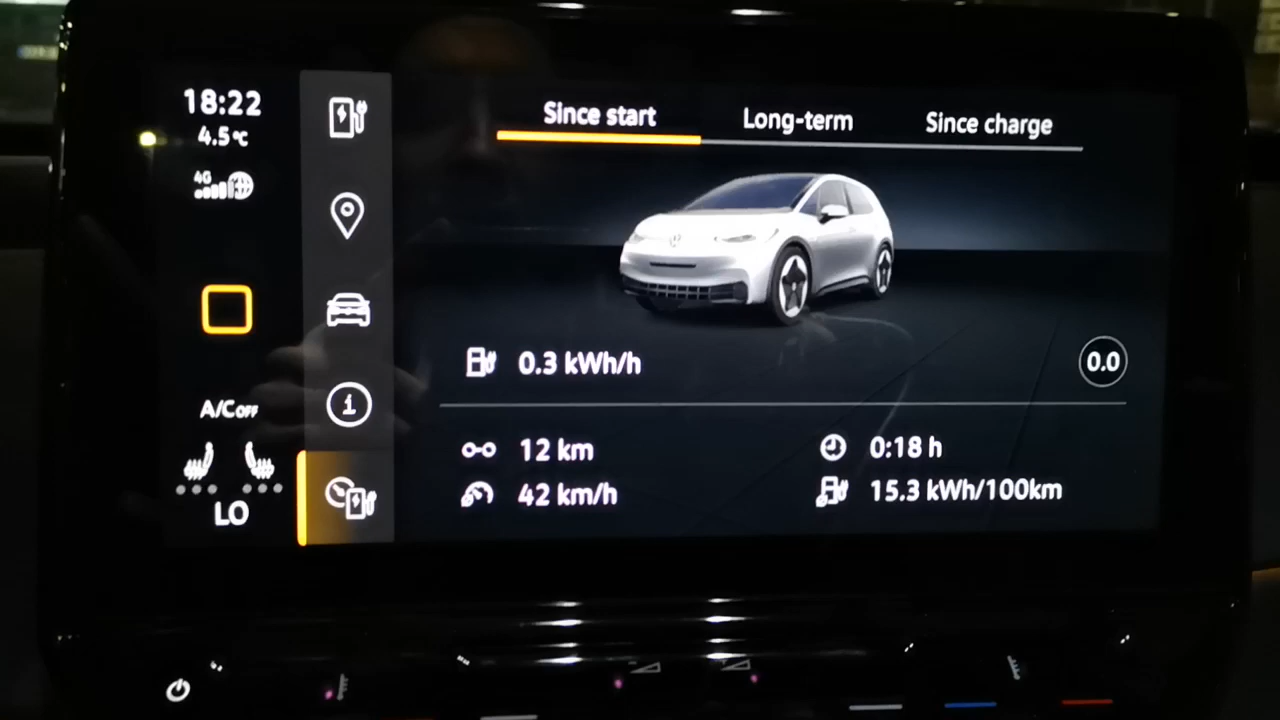 18:22
4.5 °C
4G
A/C OFF
LO
Since start
Long-term
Since charge
0.3 kWh/h
0.0
12 km
0:18 h
42 km/h
15.3 kWh/100km